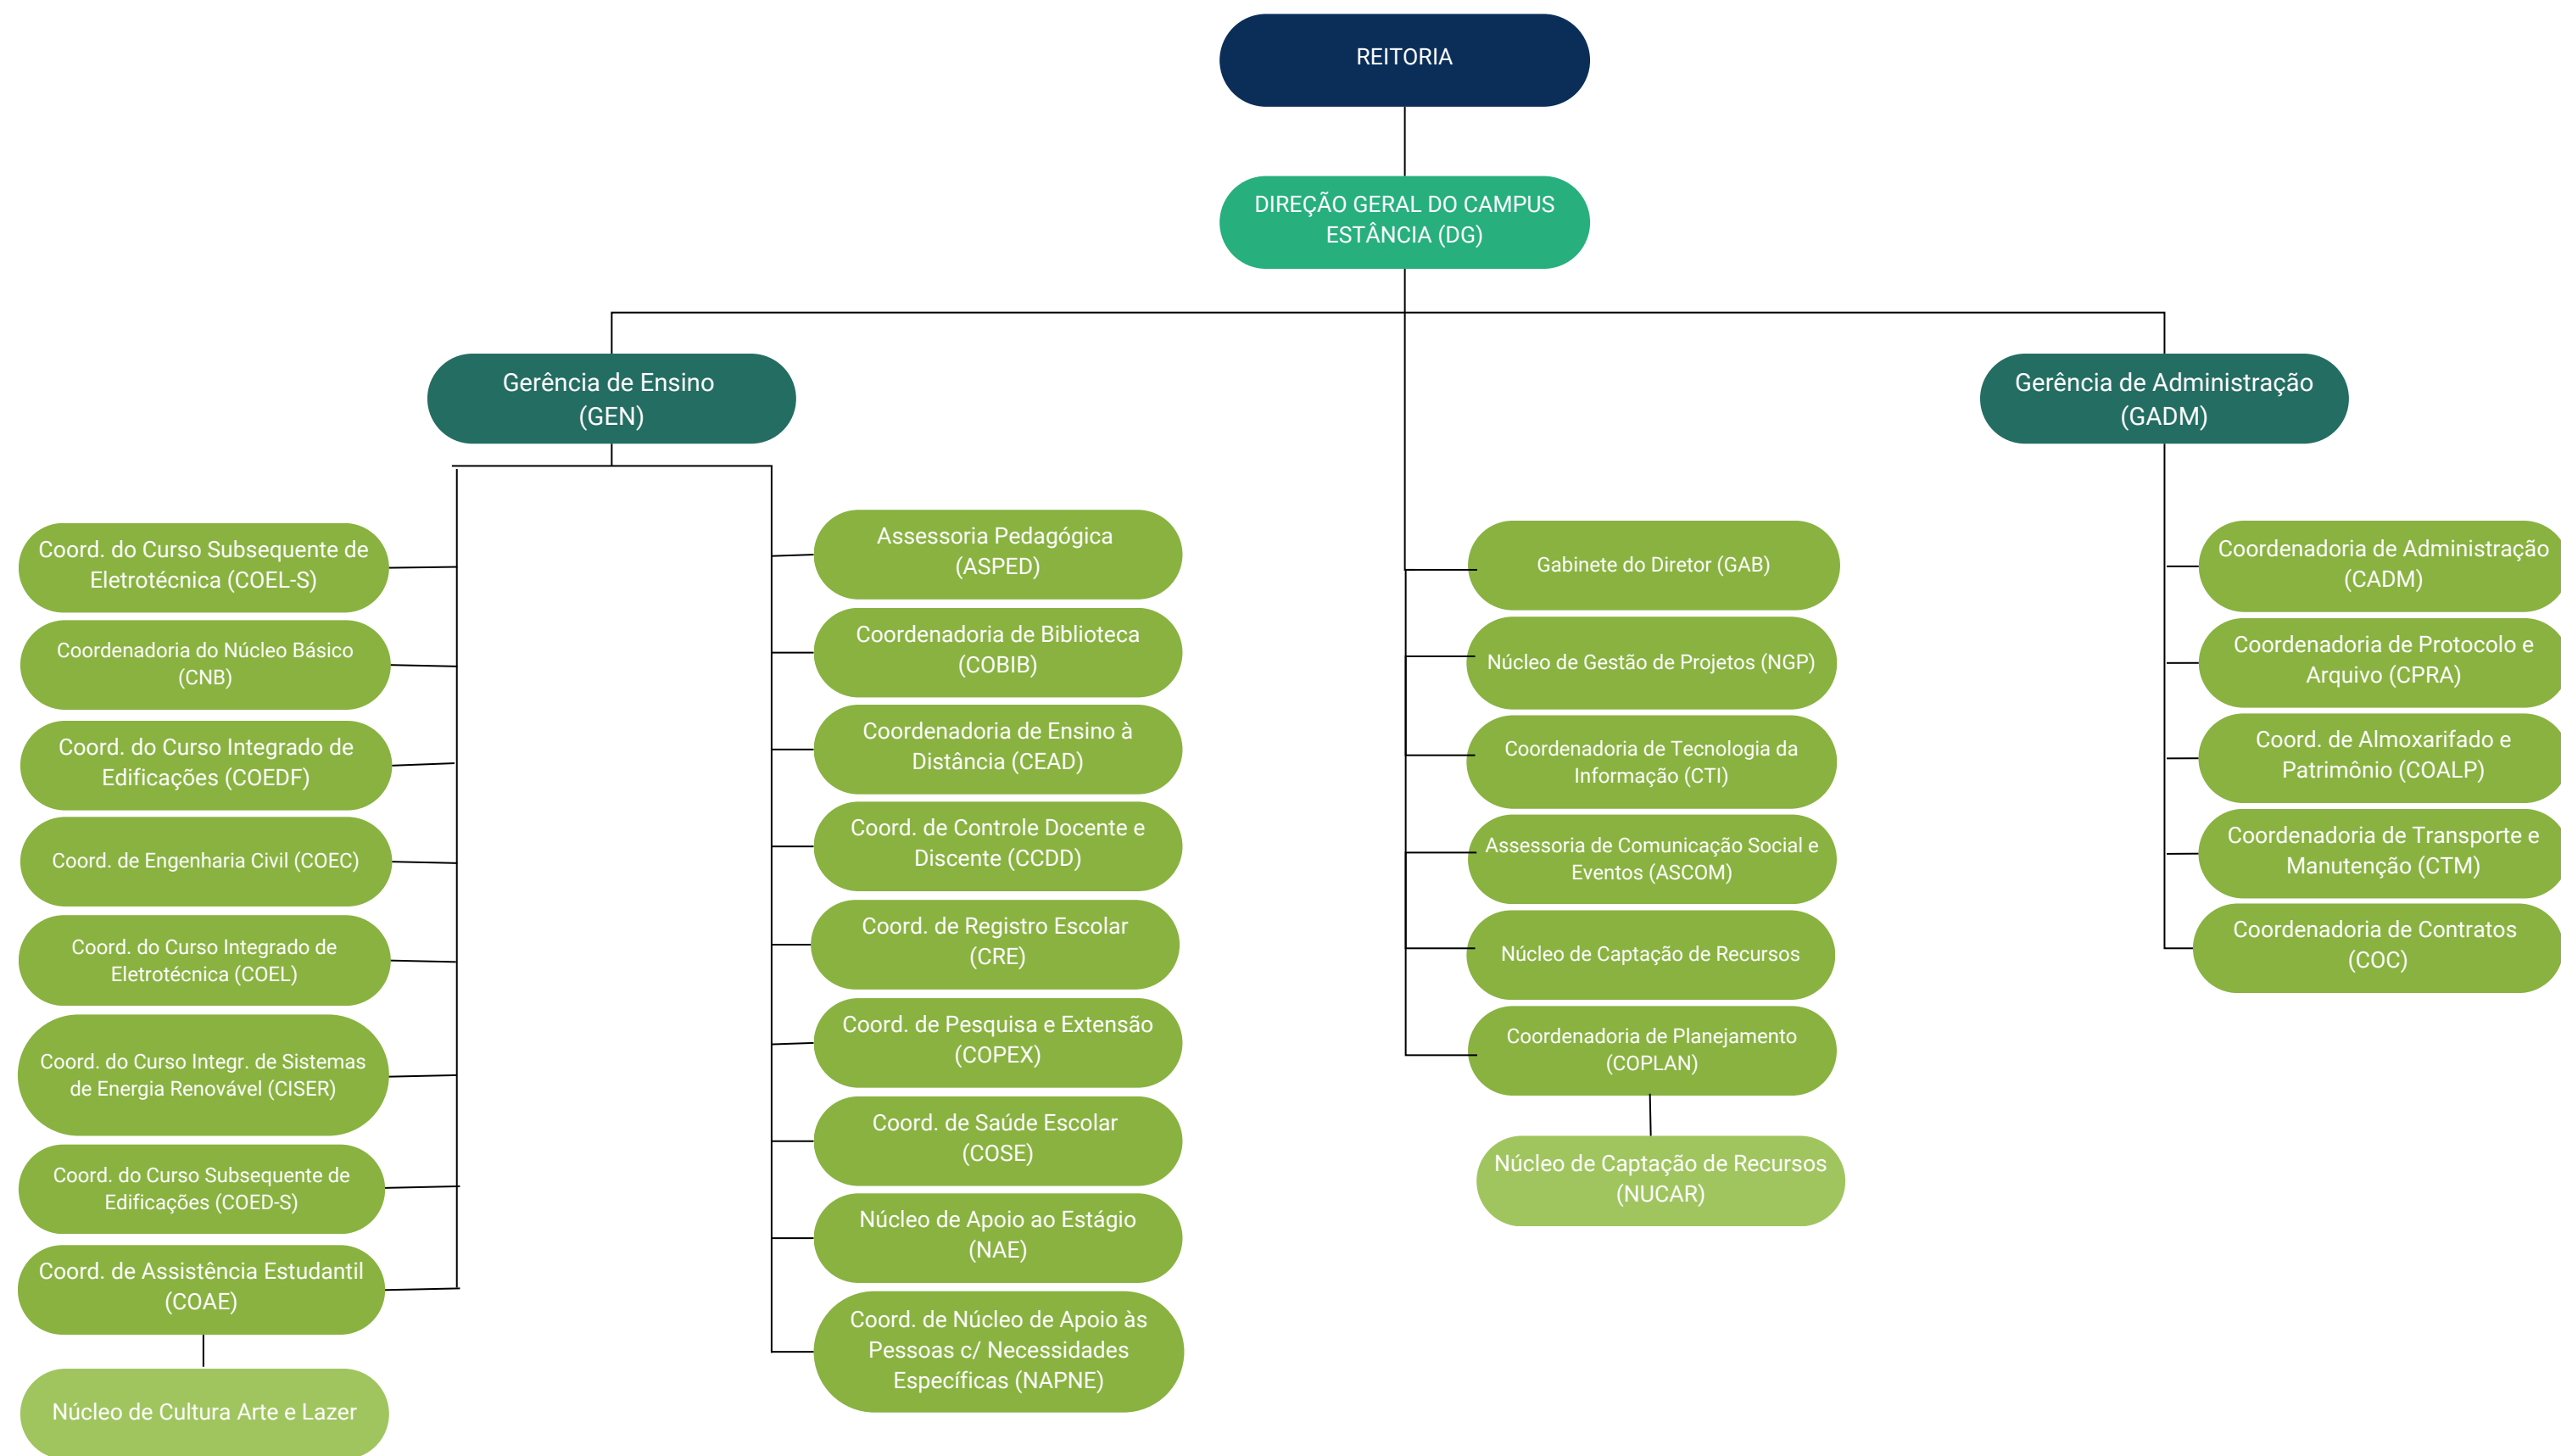 REITORIA
DIREÇÃO GERAL DO CAMPUS
ESTÂNCIA (DG)
Gerência de Ensino
(GEN)
Gerência de Administração
(GADM)
Coord. do Curso Subsequente de
Eletrotécnica (COEL-S)
Coordenadoria do Núcleo Básico
(CNB)
Coord. do Curso Integrado de
Edificações (COEDF)
Coord. de Engenharia Civil (COEC)
Coord. do Curso Integrado de
Eletrotécnica (COEL)
Coord. do Curso Integr. de Sistemas
de Energia Renovável (CISER)
Coord. do Curso Subsequente de
Edificações (COED-S)
Coord. de Assistência Estudantil
(COAE)
Núcleo de Cultura Arte e Lazer
Assessoria Pedagógica
(ASPED)
Coordenadoria de Biblioteca
(COBIB)
Coordenadoria de Ensino à
Distância (CEAD)
Coord. de Controle Docente e
Discente (CCDD)
Coord. de Registro Escolar
(CRE)
Coord. de Pesquisa e Extensão
(COPEX)
Coord. de Saúde Escolar
(COSE)
Núcleo de Apoio ao Estágio
(NAE)
Coord. de Núcleo de Apoio às
Pessoas c/ Necessidades
Específicas (NAPNE)
Gabinete do Diretor (GAB)
Núcleo de Gestão de Projetos (NGP)
Coordenadoria de Tecnologia da
Informação (CTI)
Assessoria de Comunicação Social e
Eventos (ASCOM)
Núcleo de Captação de Recursos
Coordenadoria de Planejamento
(COPLAN)
Núcleo de Captação de Recursos
(NUCAR)
Coordenadoria de Administração
(CADM)
Coordenadoria de Protocolo e
Arquivo (CPRA)
Coord. de Almoxarifado e
Patrimônio (COALP)
Coordenadoria de Transporte e
Manutenção (CTM)
Coordenadoria de Contratos
(COC)